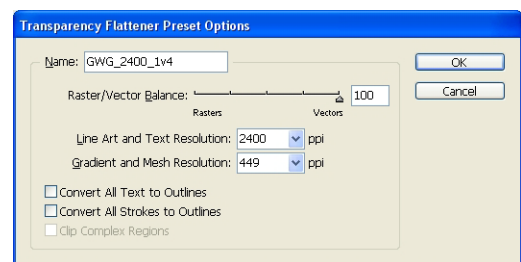 Transparency Flattener Preset Options
Name: GWG_2400_1v4
OK
Raster/Vector Balance: 100
Cancel
Rasters Vectors
Line Art and Text Resolution: 2400 ppi
Gradient and Mesh Resolution: 449 ppi
Convert All Text to Outlines
Convert All Strokes to Outlines
Clip Complex Regions